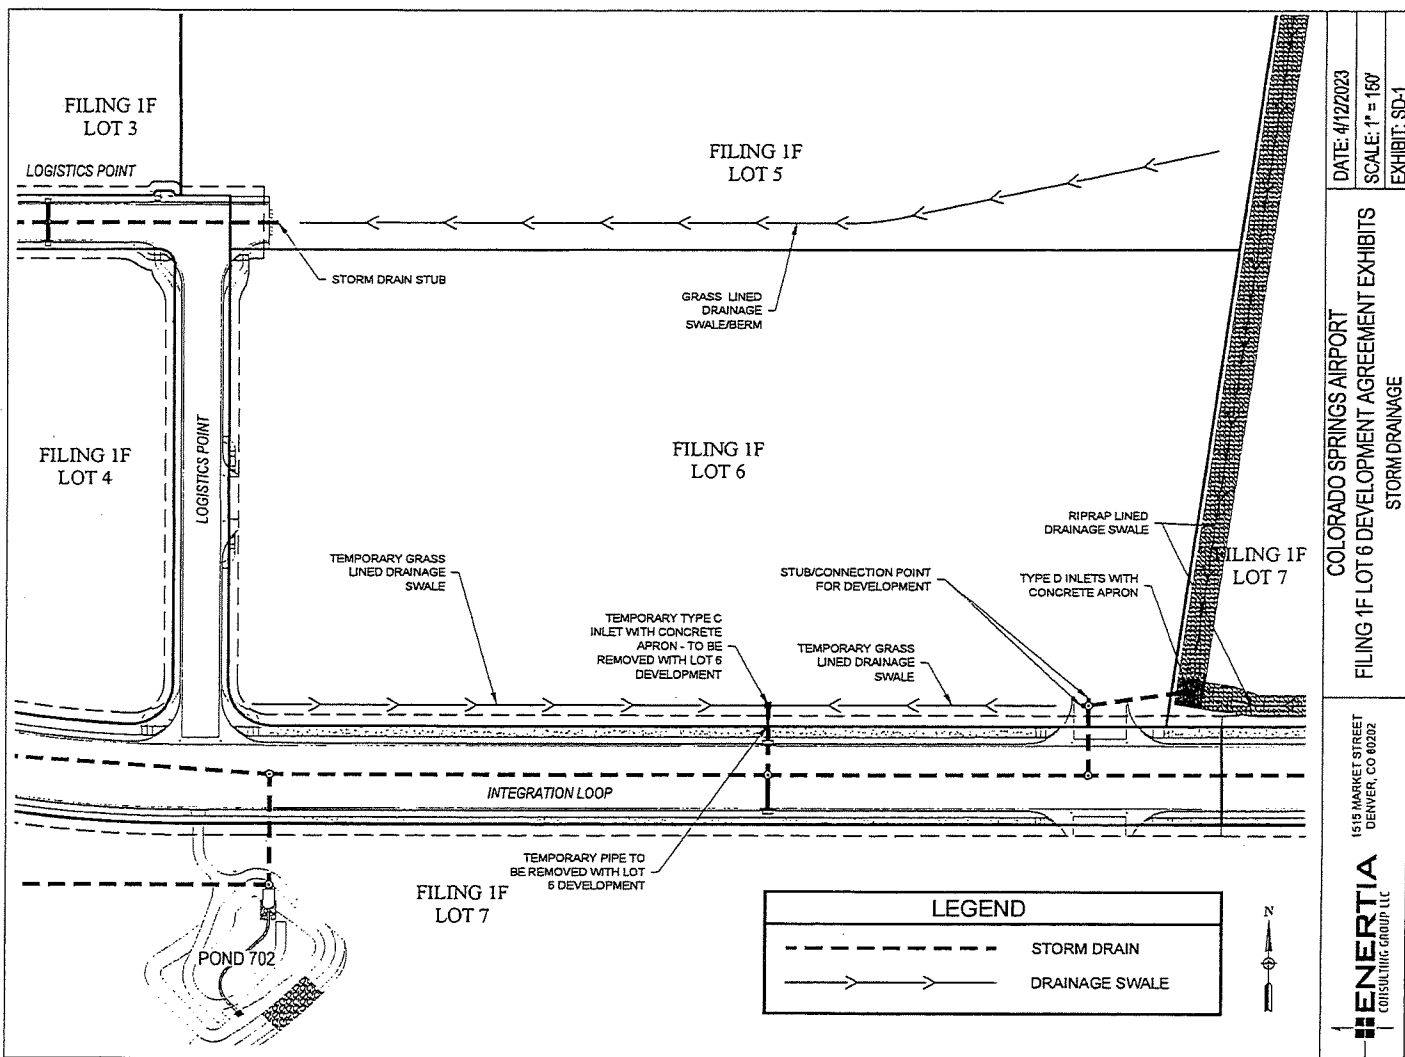 FILING 1F
LOT 3
LOGISTICS POINT
FILING 1F
LOT 5
STORM DRAIN STUB
GRASS LINED
DRAINAGE
SWALE/BERM
FILING 1F
LOT 4
LOGISTICS POINT
FILING 1F
LOT 6
RIPRAP LINED
DRAINAGE SWALE
FILING 1F
LOT 7
TEMPORARY GRASS
LINED DRAINAGE
SWALE
STUB/CONNECTION POINT
FOR DEVELOPMENT
TYPE D INLETS WITH
CONCRETE APRON
TEMPORARY TYPE C
INLET WITH CONCRETE
APRON - TO BE
REMOVED WITH LOT 6
DEVELOPMENT
TEMPORARY GRASS
LINED DRAINAGE
SWALE
INTEGRATION LOOP
TEMPORARY PIPE TO
BE REMOVED WITH LOT
6 DEVELOPMENT
FILING 1F
LOT 7
POND 702
LEGEND
STORM DRAIN
DRAINAGE SWALE
N
DATE: 4/12/2023
SCALE: 1" = 150'
EXHIBIT: SD-1
COLORADO SPRINGS AIRPORT
FILING 1F LOT 6 DEVELOPMENT AGREEMENT EXHIBITS
STORM DRAINAGE
1515 MARKET STREET
DENVER, CO 80202
ENERTIA
CONSULTING GROUP LLC